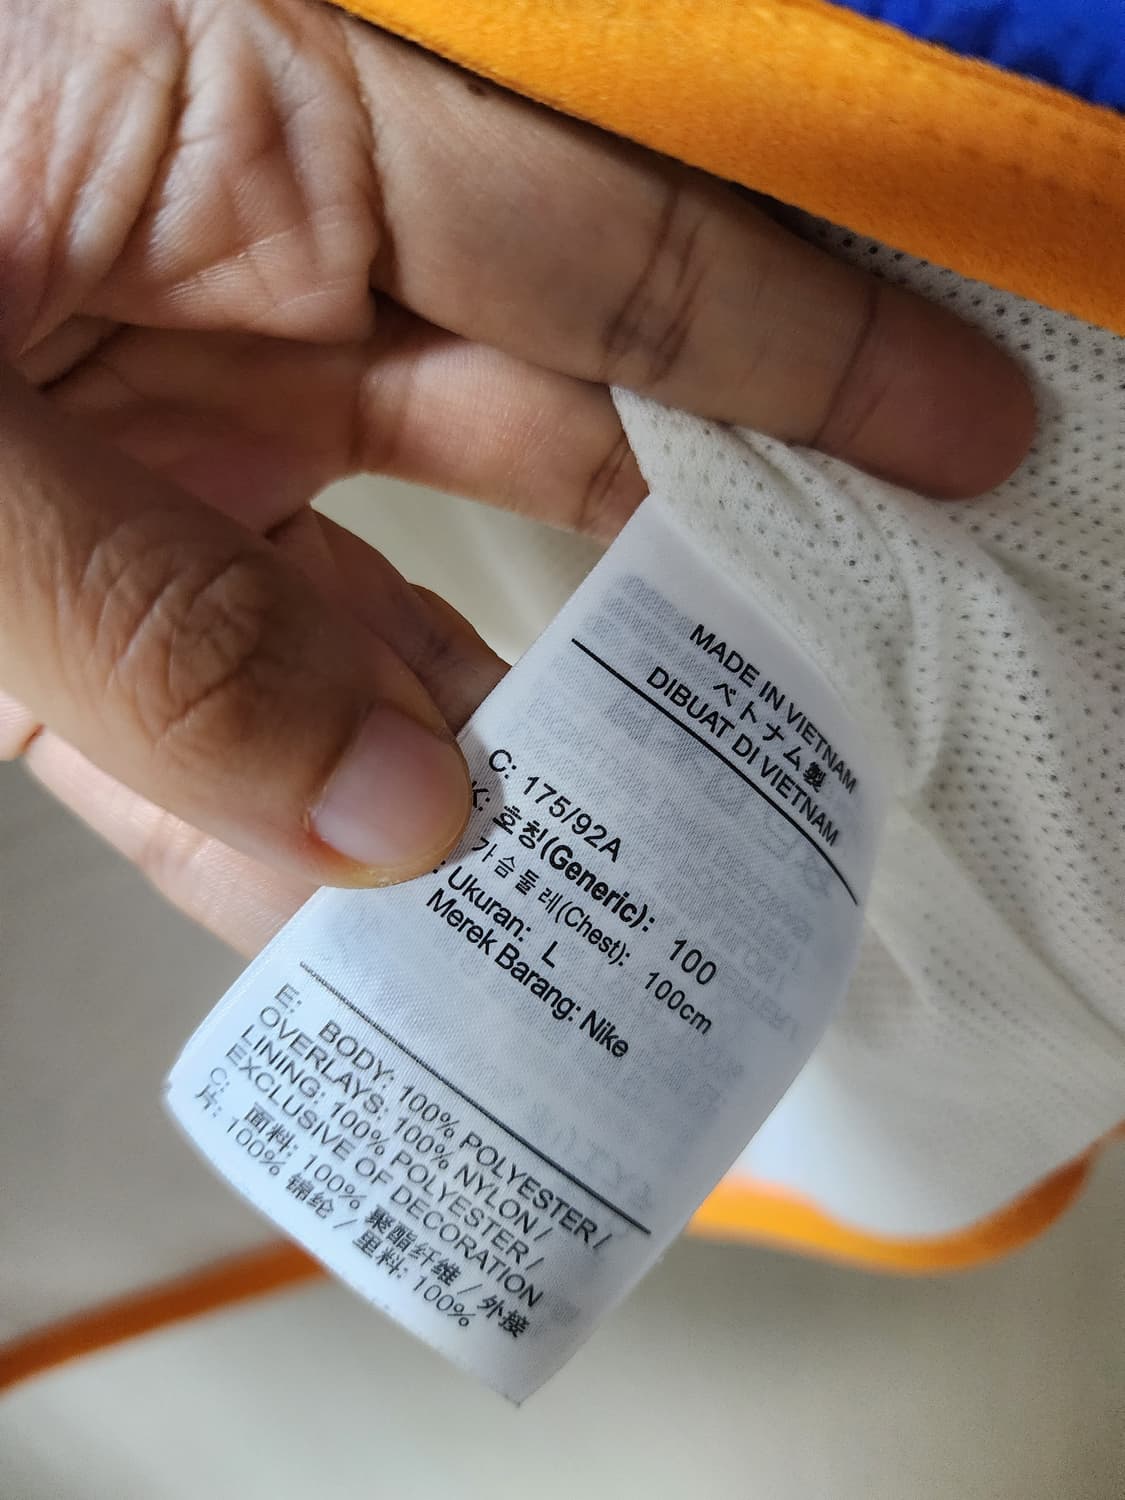 MADE IN VIETNAM
ベトナム製
DIBUAT DI VIETNAM
C: 175/92A
K: 호칭(Generic): 100
가슴둘레(Chest): 100cm
: Ukuran: L
Merek Barang: Nike
E: BODY: 100% POLYESTER /
OVERLAYS: 100% NYLON /
LINING: 100% POLYESTER /
EXCLUSIVE OF DECORATION
C: 面料: 100% 聚酯纤维 / 外接
片: 100% 锦纶 / 里料: 100%